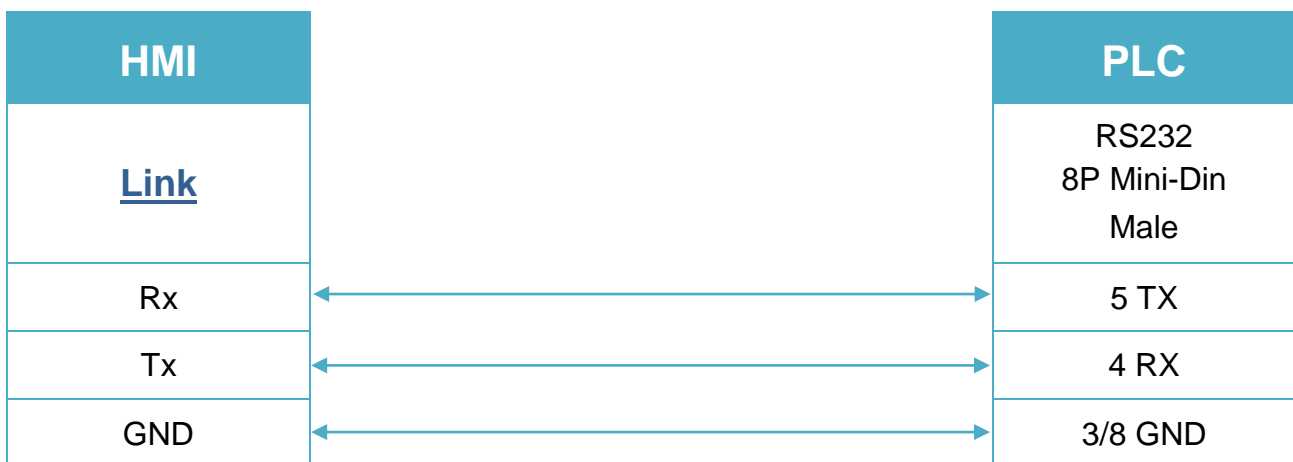 HMI
PLC
Link
RS232
8P Mini-Din
Male
Rx
5 TX
Tx
4 RX
GND
3/8 GND